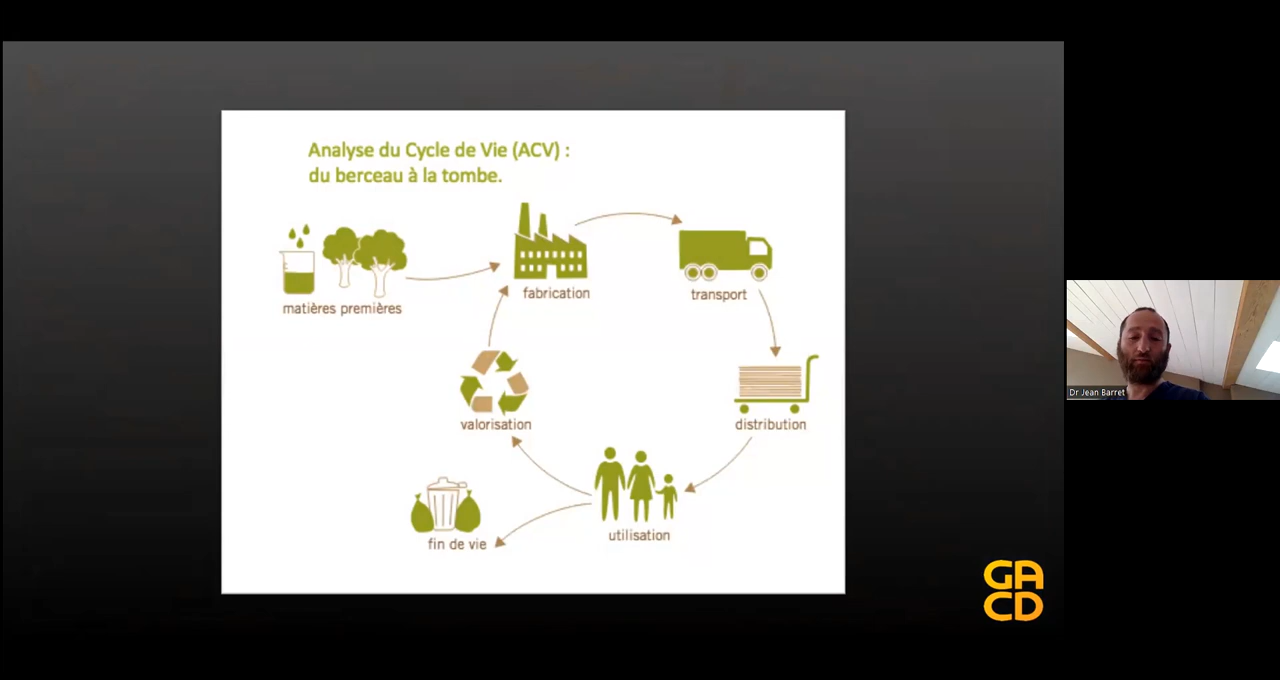 Analyse du Cycle de Vie (ACV) :
du berceau à la tombe.
matières premières
fabrication
transport
valorisation
distribution
fin de vie
utilisation
Dr Jean Barret
GA
CD